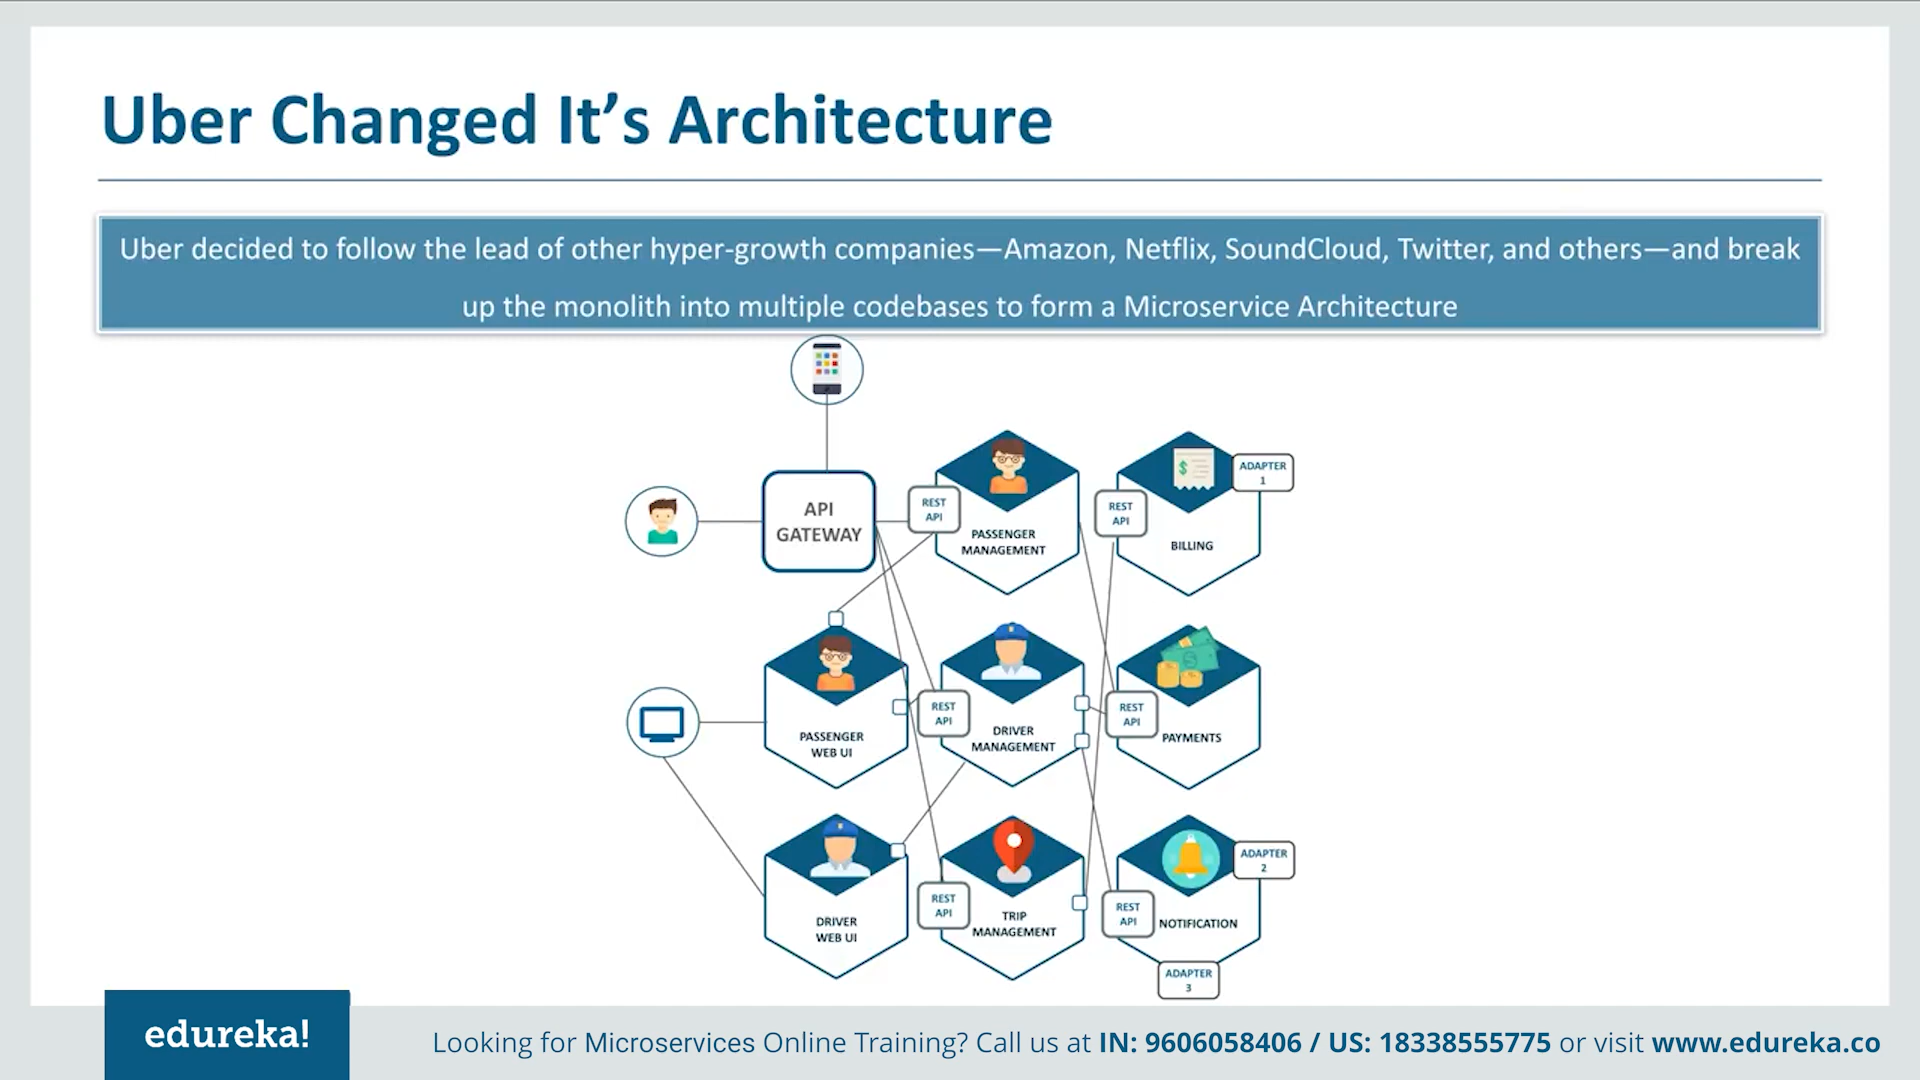 Uber Changed It’s Architecture
Uber decided to follow the lead of other hyper-growth companies—Amazon, Netflix, SoundCloud, Twitter, and others—and break
up the monolith into multiple codebases to form a Microservice Architecture
API
GATEWAY
REST
API
PASSENGER
MANAGEMENT
REST
API
$
BILLING
ADAPTER
1
PASSENGER
WEB UI
REST
API
DRIVER
MANAGEMENT
REST
API
$
PAYMENTS
DRIVER
WEB UI
REST
API
TRIP
MANAGEMENT
REST
API
NOTIFICATION
ADAPTER
2
ADAPTER
3
edureka!
Looking for Microservices Online Training? Call us at IN: 9606058406 / US: 18338555775 or visit www.edureka.co